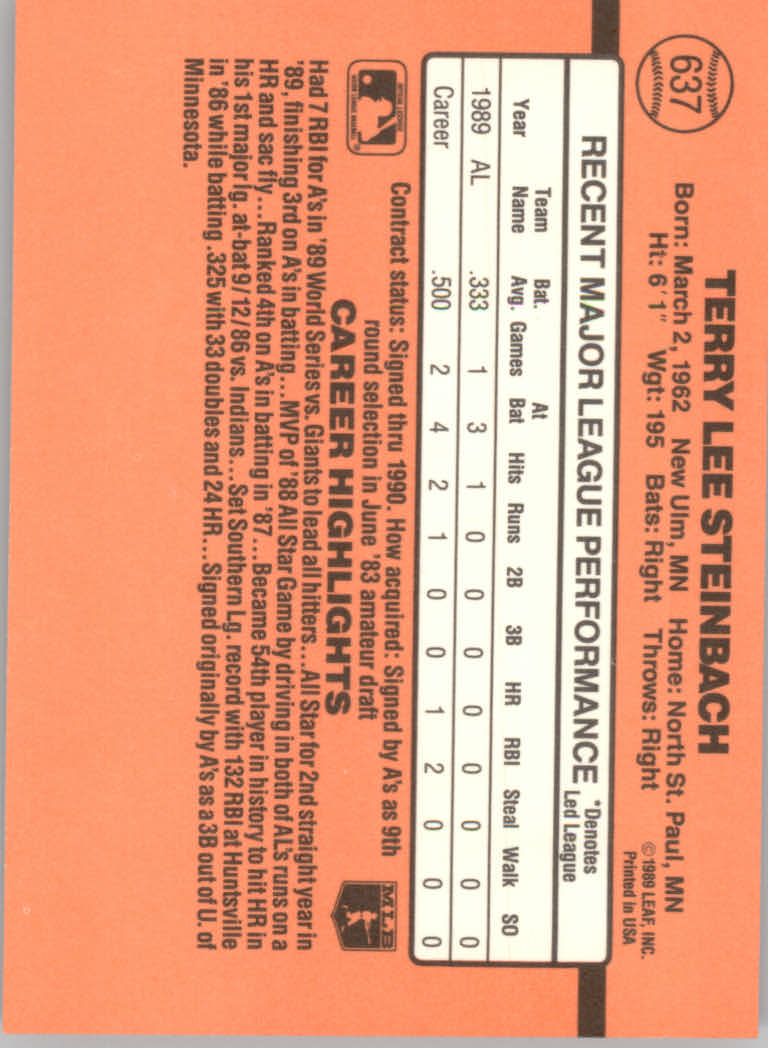 637
TERRY LEE STEINBACH
Born: March 2, 1962 New Ulm, MN Home: North St. Paul, MN
Ht: 6'1" Wgt: 195 Bats: Right Throws: Right
©1989 LEAF, INC.
Printed in USA
RECENT MAJOR LEAGUE PERFORMANCE
*Denotes
Led League
Team Bat. At
Year Name Avg. Games Bat Hits Runs 2B 3B HR RBI Steal Walk SO
1989 AL .333 1 3 1 0 0 0 0 0 0 0 0
Career .500 2 4 2 1 0 0 1 2 0 0 0
Contract status: Signed thru 1990. How acquired: Signed by A's as 9th
round selection in June '83 amateur draft
MLB
CAREER HIGHLIGHTS
Had 7 RBI for A's in '89 World Series vs. Giants to lead all hitters...All Star for 2nd straight year in
'89, finishing 3rd on A's in batting...MVP of '88 All Star Game by driving in both of AL's runs on a
HR and sac fly...Ranked 4th on A's in batting in '87...Became 54th player in history to hit HR in
his 1st major lg. at-bat 9/12/86 vs. Indians...Set Southern Lg. record with 132 RBI at Huntsville
in '86 while batting .325 with 33 doubles and 24 HR...Signed originally by A's as a 3B out of U. of
Minnesota.